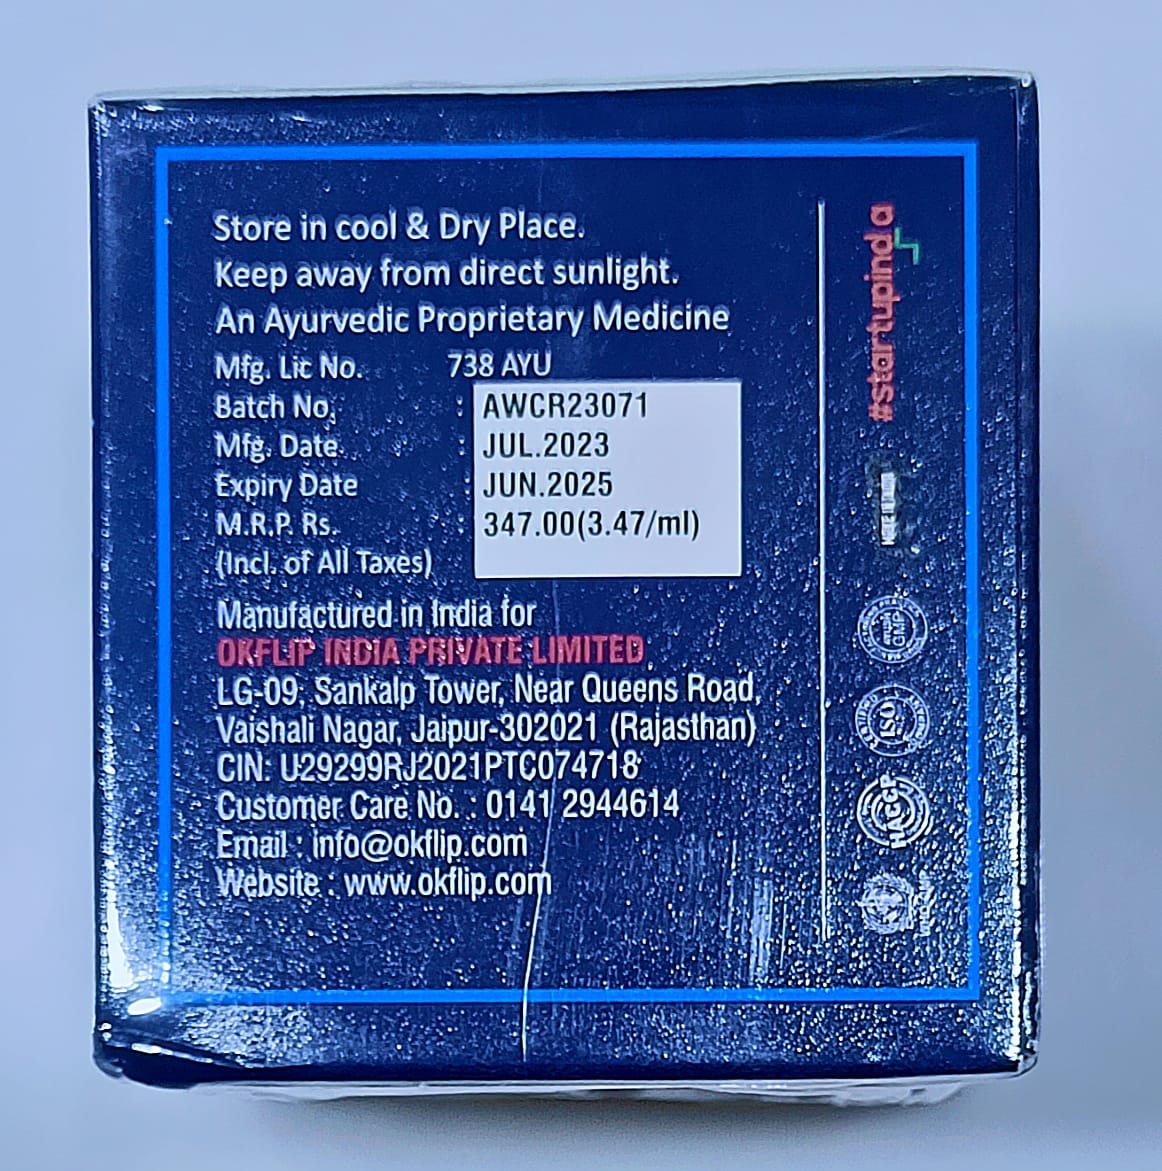 Store in cool & Dry Place.
Keep away from direct sunlight.
An Ayurvedic Proprietary Medicine
Mfg. Lic No. 738 AYU
Batch No. : AWCR23071
Mfg. Date : JUL.2023
Expiry Date : JUN.2025
M.R.P. Rs. : 347.00(3.47/ml)
(Incl. of All Taxes)
Manufactured in India for
OKFLIP INDIA PRIVATE LIMITED
LG-09, Sankalp Tower, Near Queens Road,
Vaishali Nagar, Jaipur-302021 (Rajasthan)
CIN: U29299RJ2021PTC074718
Customer Care No. : 0141 2944614
Email : info@okflip.com
Website : www.okflip.com
#startupindia
GMP
ISO
HACCP